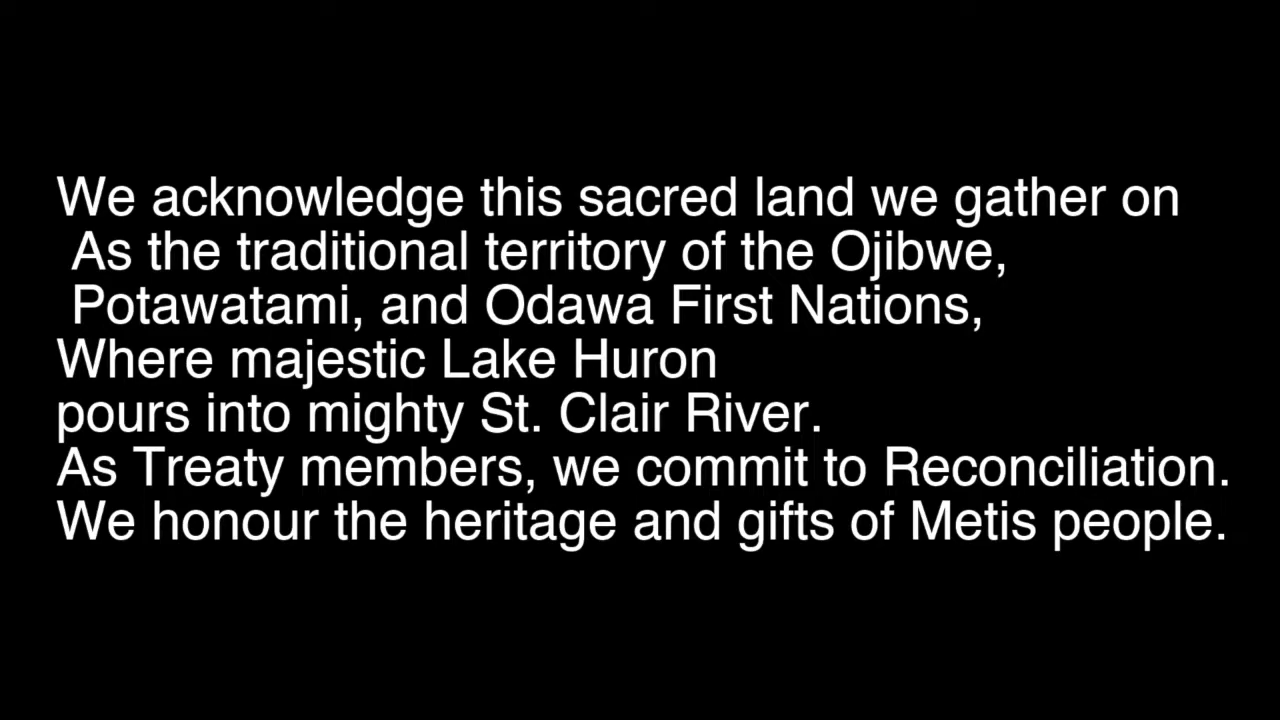 We acknowledge this sacred land we gather on
As the traditional territory of the Ojibwe,
Potawatami, and Odawa First Nations,
Where majestic Lake Huron
pours into mighty St. Clair River.
As Treaty members, we commit to Reconciliation.
We honour the heritage and gifts of Metis people.